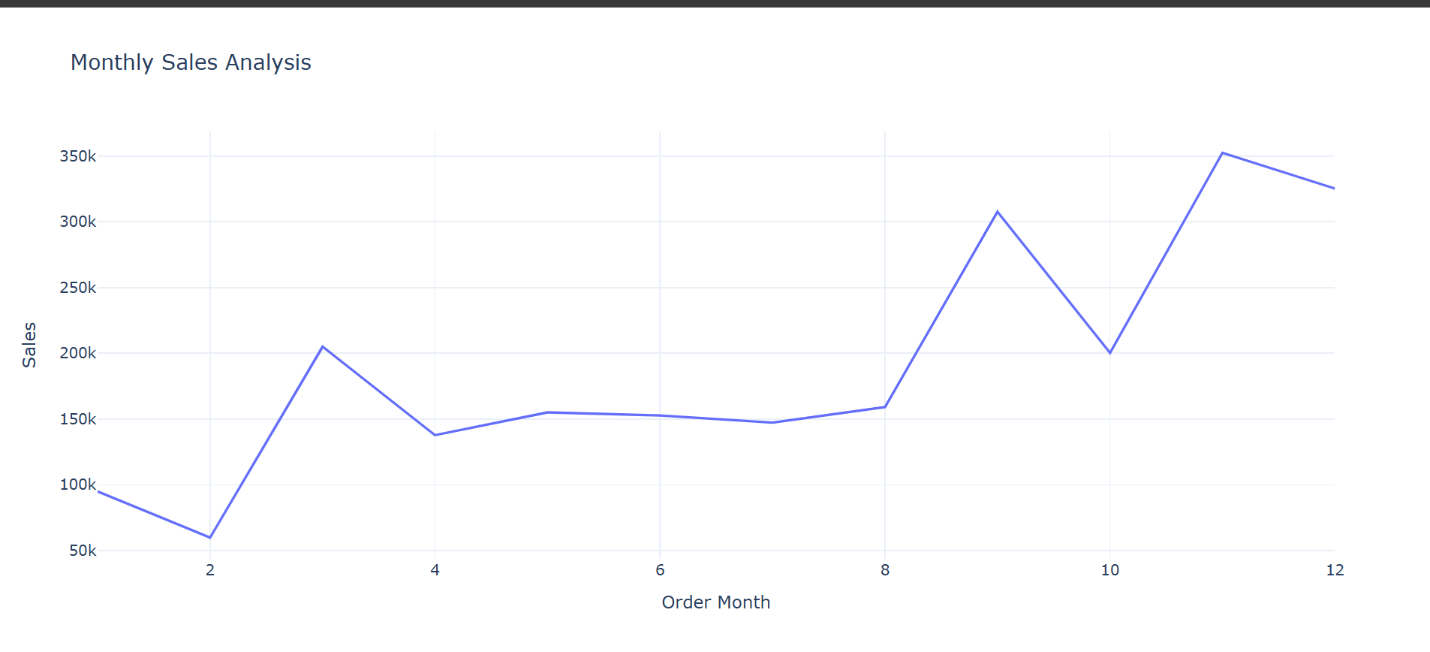 Monthly Sales Analysis
350k
300k
250k
200k
150k
100k
50k
Sales
2 4 6 8 10 12
Order Month